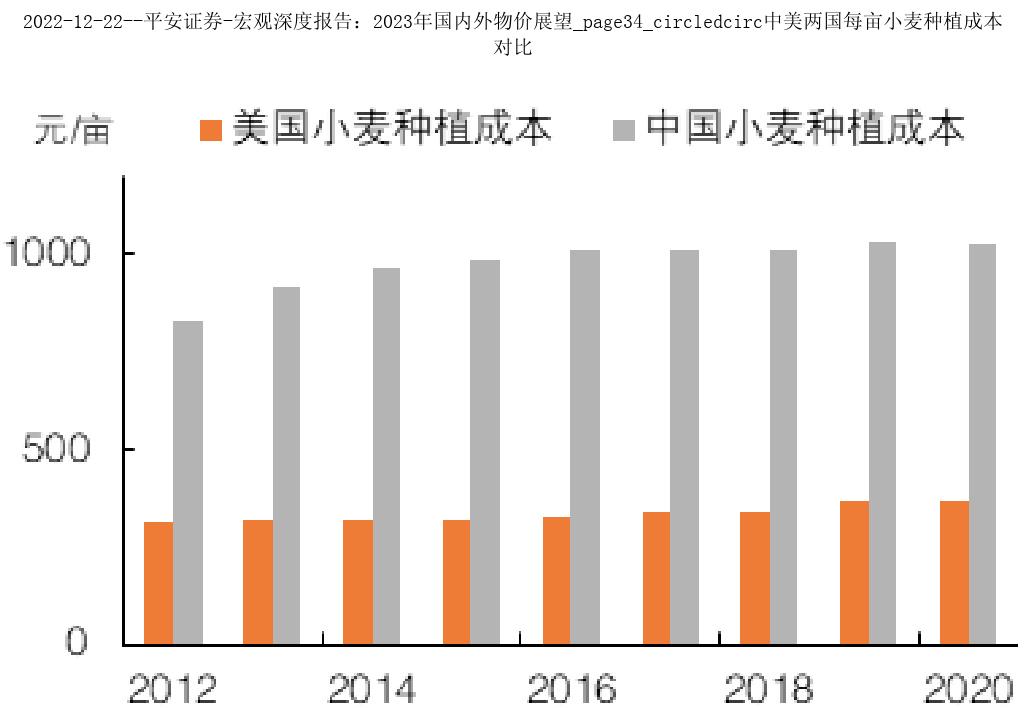 2022-12-22--平安证券-宏观深度报告：2023年国内外物价展望_page34_circledcirc中美两国每亩小麦种植成本
对比
元/亩 美国小麦种植成本 中国小麦种植成本
1000
500
0
2012 2014 2016 2018 2020